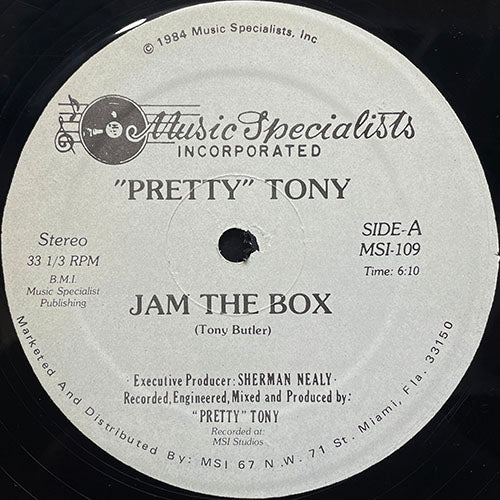 © 1984 Music Specialists, Inc
Music Specialists
INCORPORATED
"PRETTY" TONY
Stereo
33 1/3 RPM
B.M.I.
Music Specialist
Publishing
SIDE-A
MSI-109
Time: 6:10
JAM THE BOX
(Tony Butler)
Executive Producer: SHERMAN NEALY
Recorded, Engineered, Mixed and Produced by:
"PRETTY" TONY
Recorded at:
MSI Studios
Marketed And Distributed By: MSI 67 N.W. 71 St. Miami, Fla. 33150